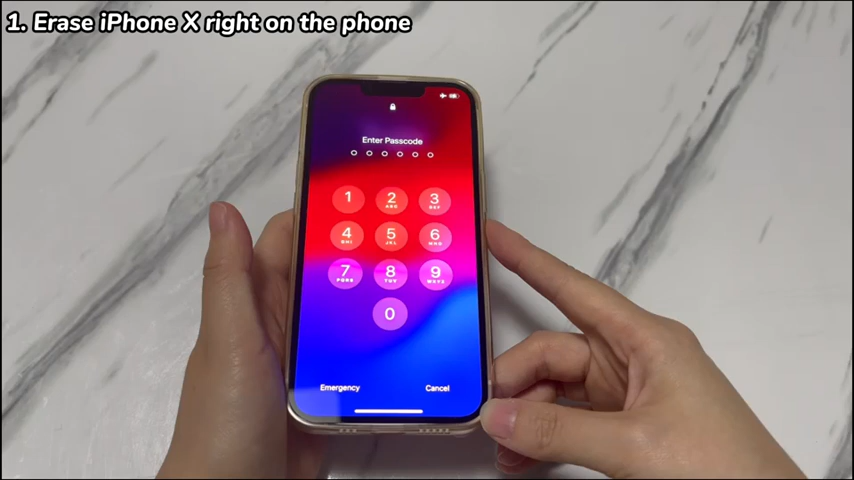 1. Erase iPhone X right on the phone
Enter Passcode
1 2 3
ABC DEF
4 5 6
GHI JKL MNO
7 8 9
PQRS TUV WXYZ
0
Emergency Cancel